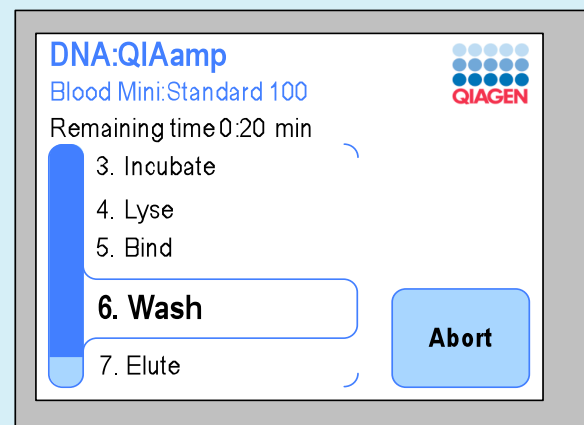 DNA:QIAamp
Blood Mini:Standard 100
QIAGEN
Remaining time 0:20 min
3. Incubate
4. Lyse
5. Bind
6. Wash
Abort
7. Elute